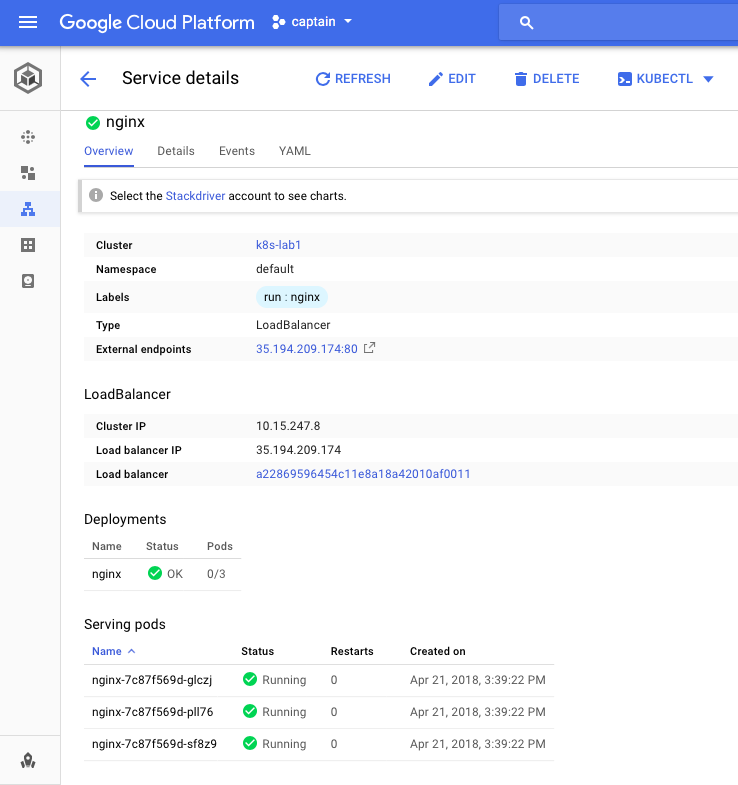 Google Cloud Platform captain
Service details REFRESH EDIT DELETE KUBECTL
nginx
Overview Details Events YAML
Select the Stackdriver account to see charts.
Cluster k8s-lab1
Namespace default
Labels run : nginx
Type LoadBalancer
External endpoints 35.194.209.174:80
LoadBalancer
Cluster IP 10.15.247.8
Load balancer IP 35.194.209.174
Load balancer a22869596454c11e8a18a42010af0011
Deployments
Name Status Pods
nginx OK 0/3
Serving pods
Name Status Restarts Created on
nginx-7c87f569d-glczj Running 0 Apr 21, 2018, 3:39:22 PM
nginx-7c87f569d-pll76 Running 0 Apr 21, 2018, 3:39:22 PM
nginx-7c87f569d-sf8z9 Running 0 Apr 21, 2018, 3:39:22 PM